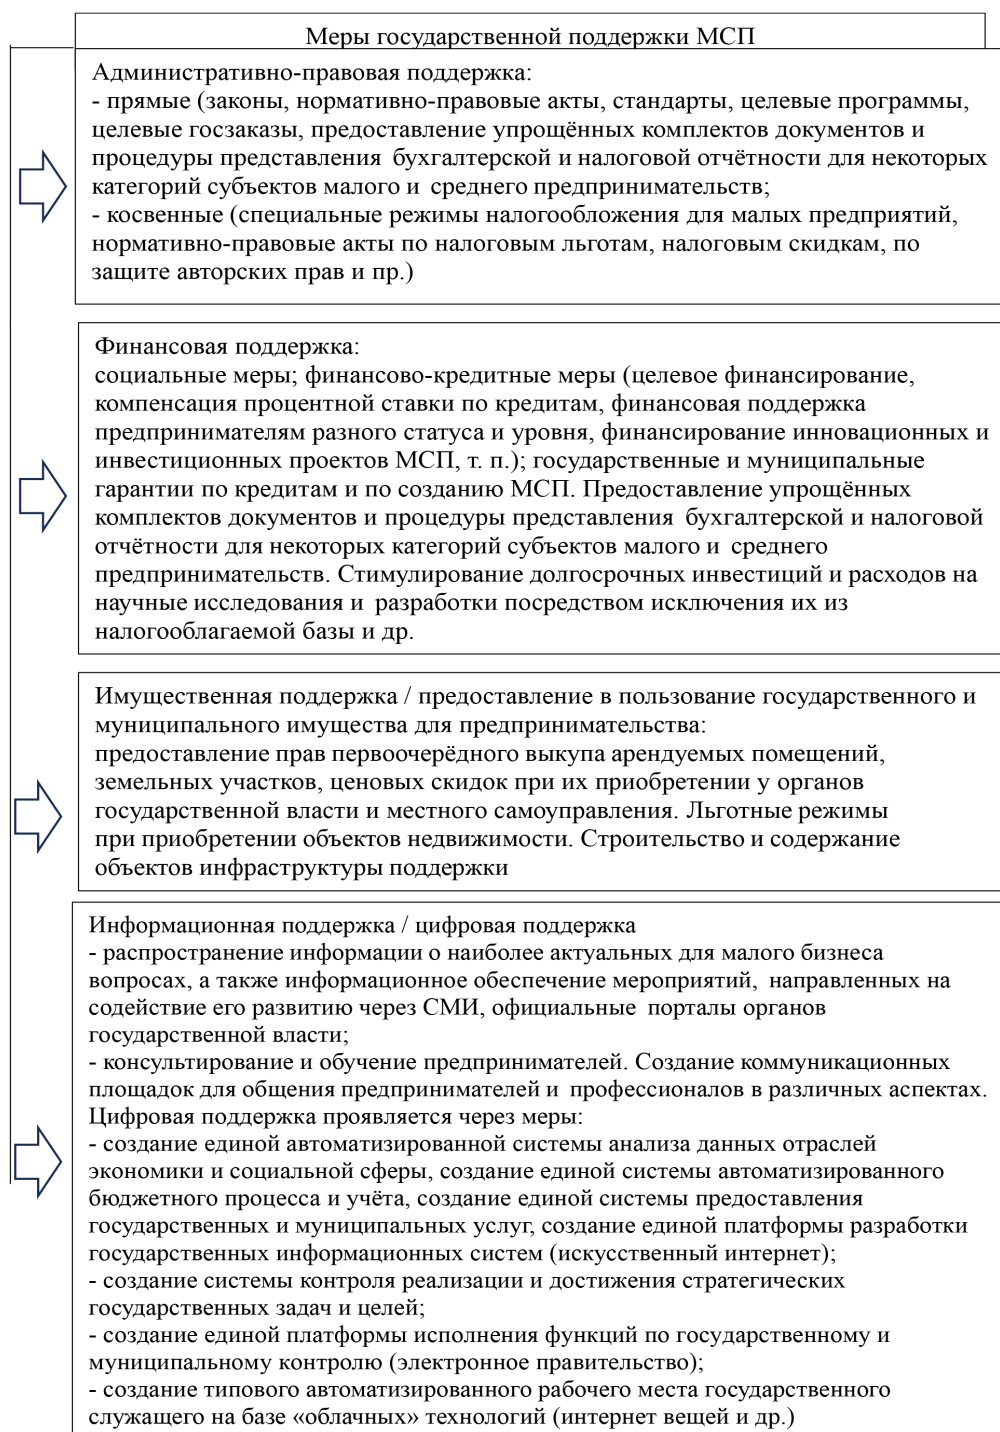 Меры государственной поддержки МСП
Административно-правовая поддержка:
- прямые (законы, нормативно-правовые акты, стандарты, целевые программы,
целевые госзаказы, предоставление упрощённых комплектов документов и
процедуры представления бухгалтерской и налоговой отчётности для некоторых
категорий субъектов малого и среднего предпринимательств;
- косвенные (специальные режимы налогообложения для малых предприятий,
нормативно-правовые акты по налоговым льготам, налоговым скидкам, по
защите авторских прав и пр.)
Финансовая поддержка:
социальные меры; финансово-кредитные меры (целевое финансирование,
компенсация процентной ставки по кредитам, финансовая поддержка
предпринимателям разного статуса и уровня, финансирование инновационных и
инвестиционных проектов МСП, т. п.); государственные и муниципальные
гарантии по кредитам и по созданию МСП. Предоставление упрощённых
комплектов документов и процедуры представления бухгалтерской и налоговой
отчётности для некоторых категорий субъектов малого и среднего
предпринимательств. Стимулирование долгосрочных инвестиций и расходов на
научные исследования и разработки посредством исключения их из
налогооблагаемой базы и др.
Имущественная поддержка / предоставление в пользование государственного и
муниципального имущества для предпринимательства:
предоставление прав первоочерёдного выкупа арендуемых помещений,
земельных участков, ценовых скидок при их приобретении у органов
государственной власти и местного самоуправления. Льготные режимы
при приобретении объектов недвижимости. Строительство и содержание
объектов инфраструктуры поддержки
Информационная поддержка / цифровая поддержка
- распространение информации о наиболее актуальных для малого бизнеса
вопросах, а также информационное обеспечение мероприятий, направленных на
содействие его развитию через СМИ, официальные порталы органов
государственной власти;
- консультирование и обучение предпринимателей. Создание коммуникационных
площадок для общения предпринимателей и профессионалов в различных аспектах.
Цифровая поддержка проявляется через меры:
- создание единой автоматизированной системы анализа данных отраслей
экономики и социальной сферы, создание единой системы автоматизированного
бюджетного процесса и учёта, создание единой системы предоставления
государственных и муниципальных услуг, создание единой платформы разработки
государственных информационных систем (искусственный интернет);
- создание системы контроля реализации и достижения стратегических
государственных задач и целей;
- создание единой платформы исполнения функций по государственному и
муниципальному контролю (электронное правительство);
- создание типового автоматизированного рабочего места государственного
служащего на базе «облачных» технологий (интернет вещей и др.)